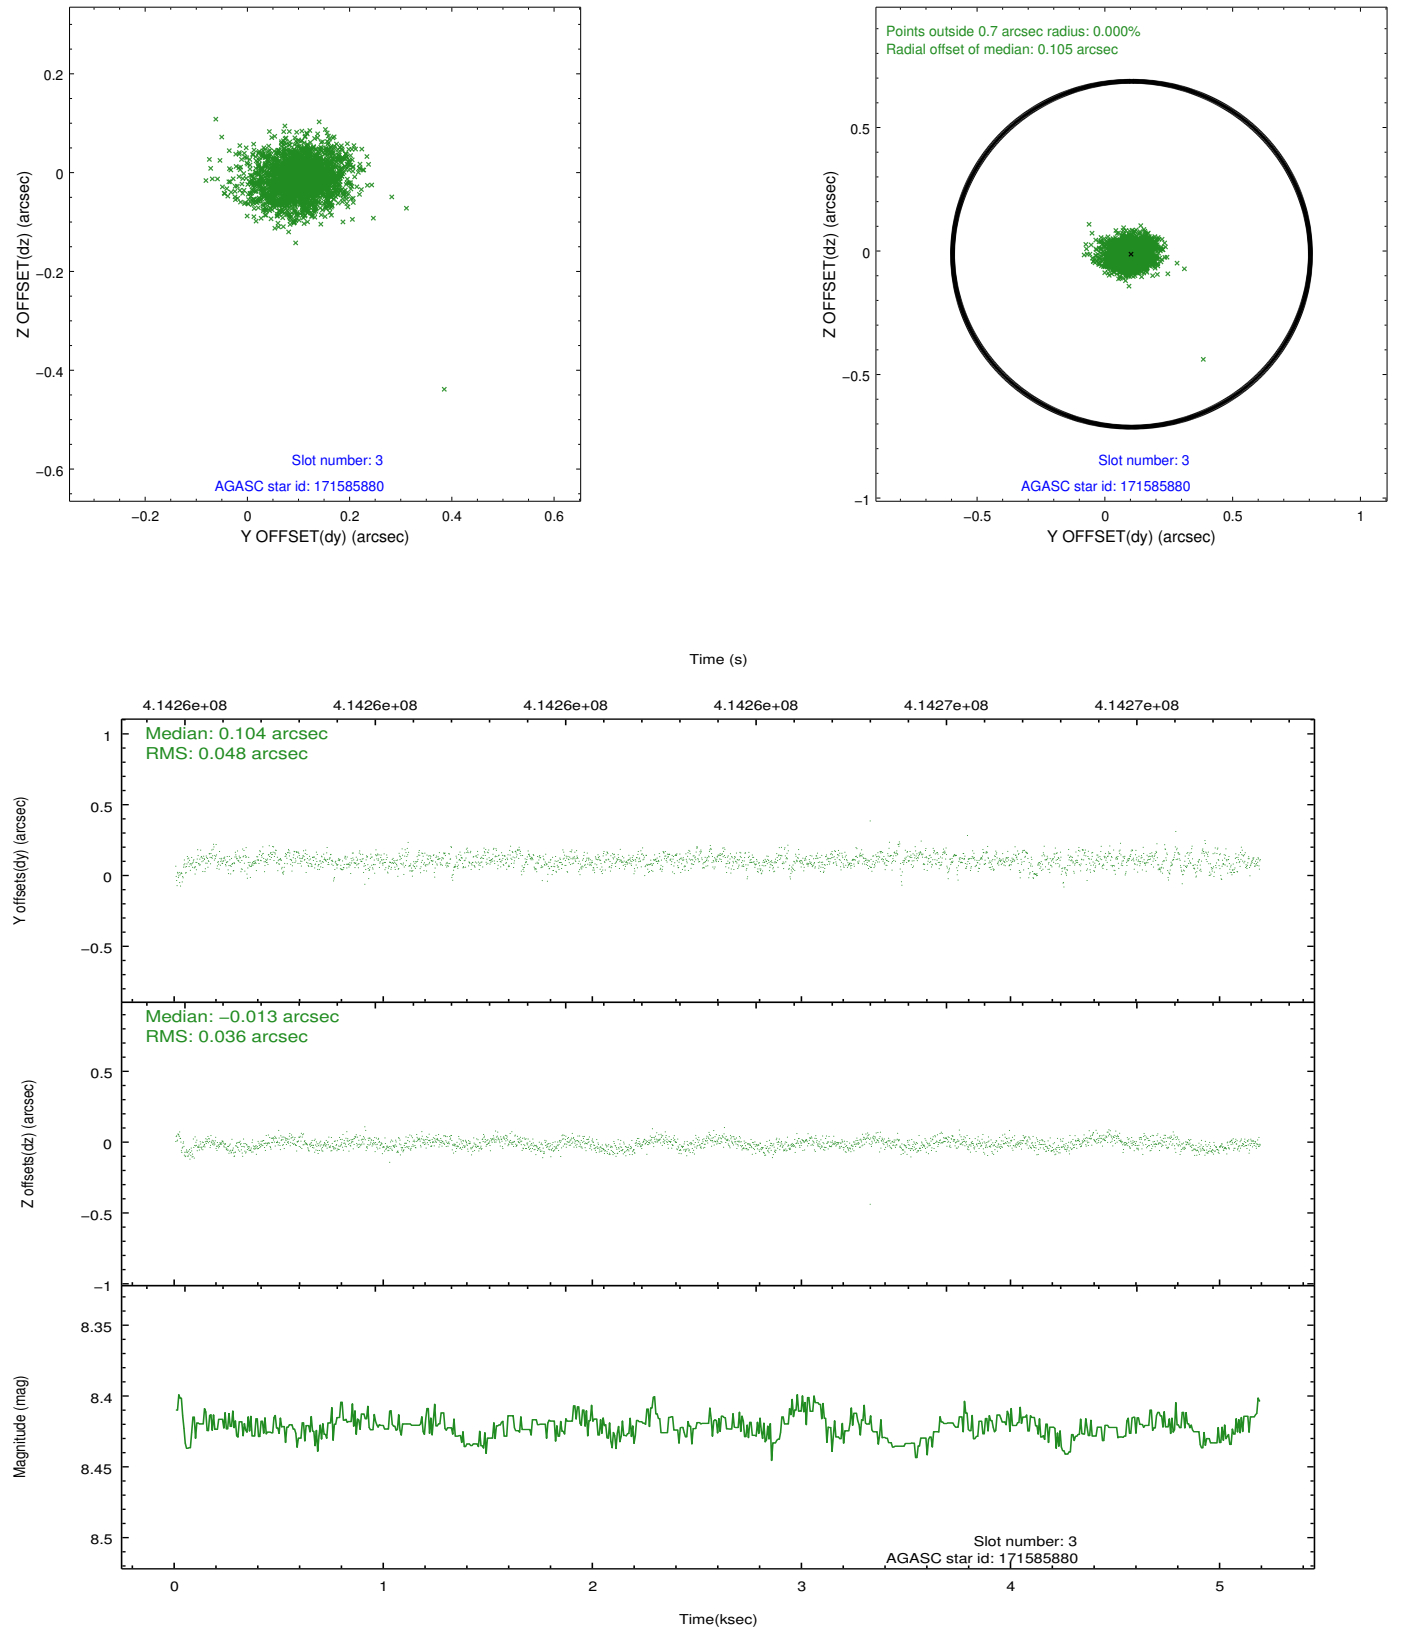 0.2
0
−0.2
−0.4
−0.6
Z OFFSET(dz) (arcsec)
Slot number: 3
AGASC star id: 171585880
−0.2 0 0.2 0.4 0.6
Y OFFSET(dy) (arcsec)
Points outside 0.7 arcsec radius: 0.000%
Radial offset of median: 0.105 arcsec
0.5
0
−0.5
−1
Z OFFSET(dz) (arcsec)
Slot number: 3
AGASC star id: 171585880
−0.5 0 0.5 1
Y OFFSET(dy) (arcsec)
Time (s)
4.1426e+08 4.1426e+08 4.1426e+08 4.1426e+08 4.1427e+08 4.1427e+08
Median: 0.104 arcsec
RMS: 0.048 arcsec
1
0.5
0
−0.5
Y offsets(dy) (arcsec)
Median: −0.013 arcsec
RMS: 0.036 arcsec
0.5
0
−0.5
−1
Z offsets(dz) (arcsec)
8.35
8.4
8.45
8.5
Magnitude (mag)
Slot number: 3
AGASC star id: 171585880
0 1 2 3 4 5
Time(ksec)